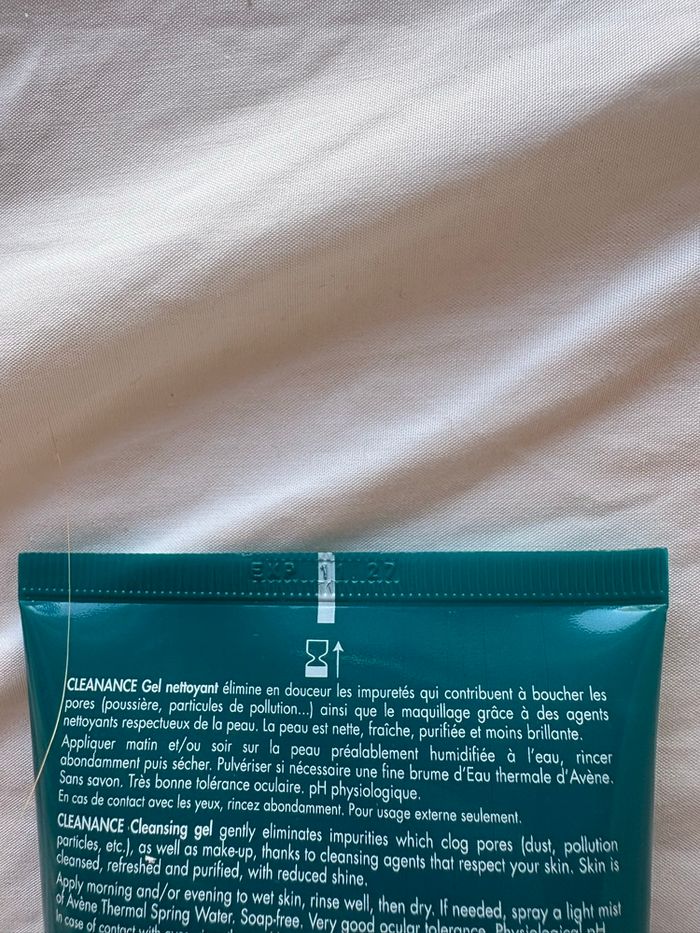 EXP 27
CLEANANCE Gel nettoyant élimine en douceur les impuretés qui contribuent à boucher les
pores (poussière, particules de pollution...) ainsi que le maquillage grâce à des agents
nettoyants respectueux de la peau. La peau est nette, fraîche, purifiée et moins brillante.
Appliquer matin et/ou soir sur la peau préalablement humidifiée à l'eau, rincer
abondamment puis sécher. Pulvériser si nécessaire une fine brume d'Eau thermale d'Avène.
Sans savon. Très bonne tolérance oculaire. pH physiologique.
En cas de contact avec les yeux, rincez abondamment. Pour usage externe seulement.
CLEANANCE Cleansing gel gently eliminates impurities which clog pores (dust, pollution
particles, etc.), as well as make-up, thanks to cleansing agents that respect your skin. Skin is
cleansed, refreshed and purified, with reduced shine.
Apply morning and/or evening to wet skin, rinse well, then dry. If needed, spray a light mist
of Avène Thermal Spring Water. Soap-free. Very good ocular tolerance. Physiological pH
In case of contact with